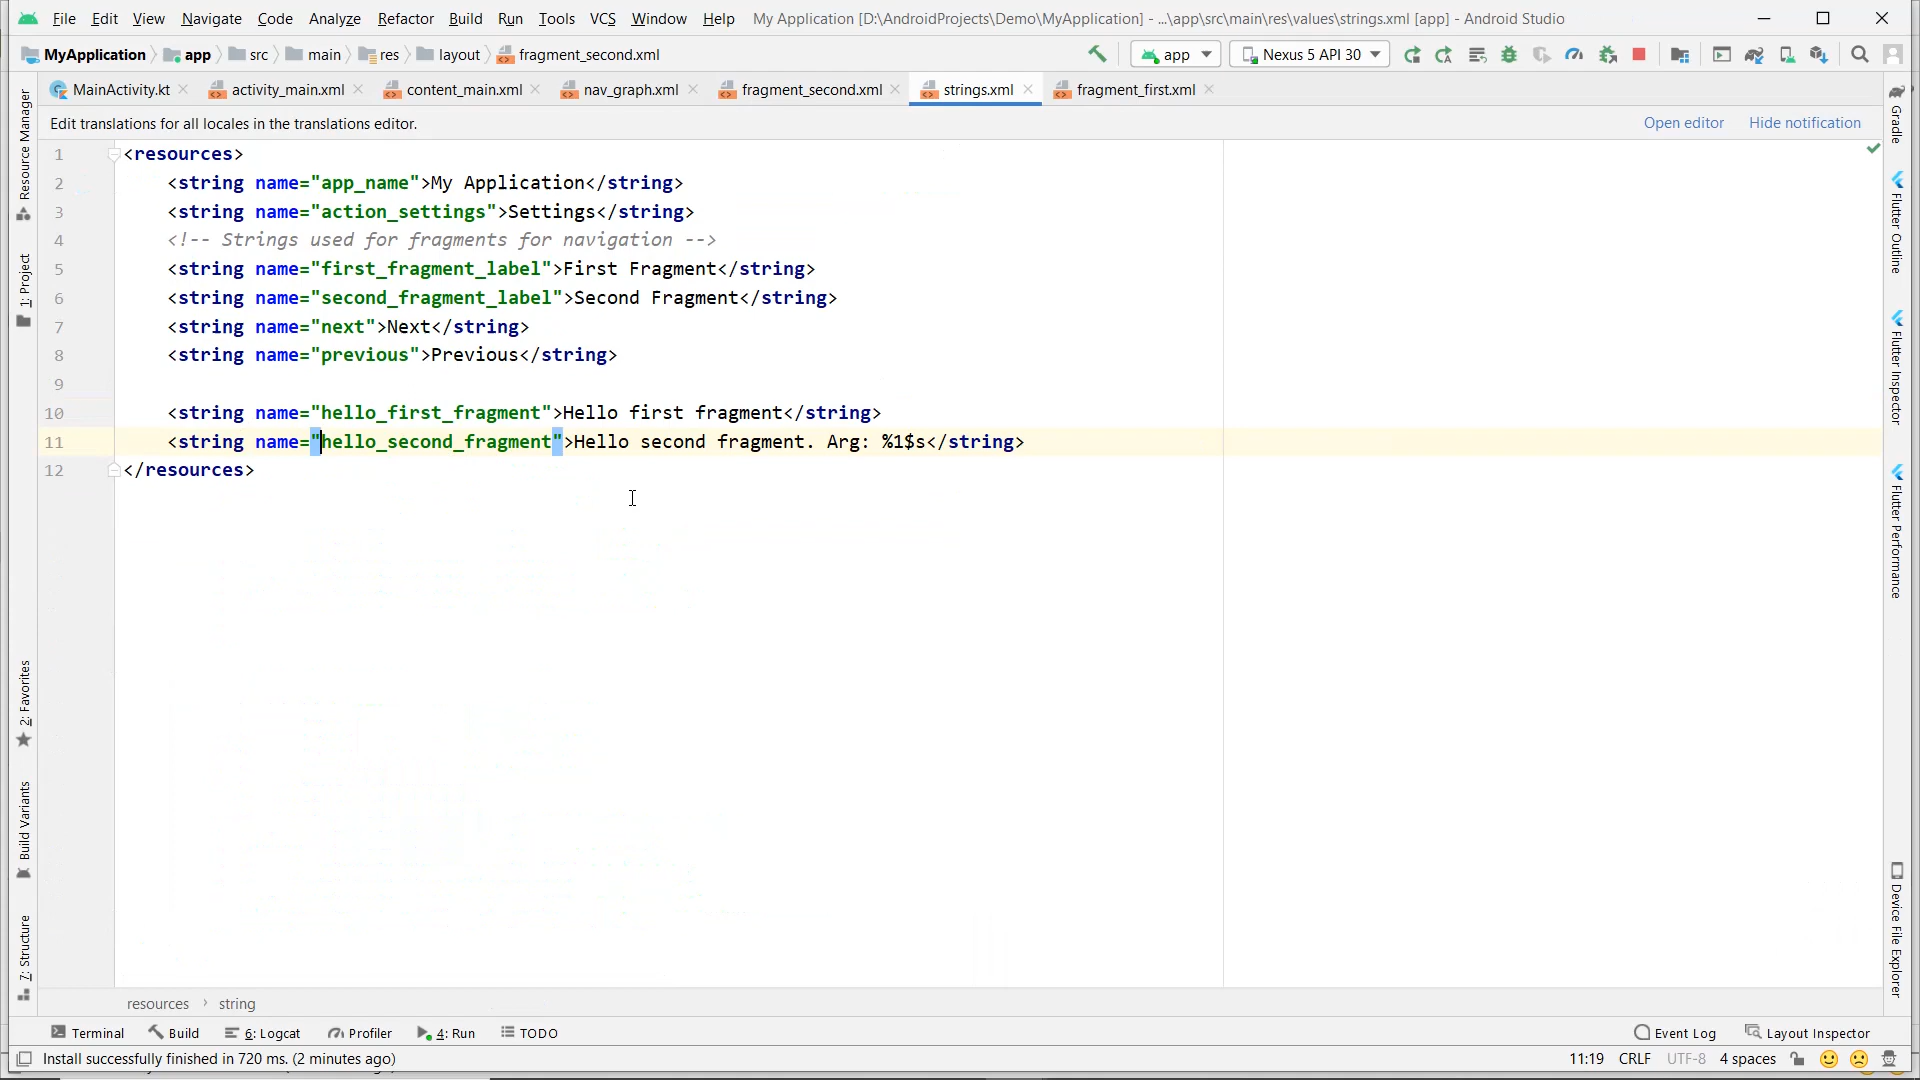 File Edit View Navigate Code Analyze Refactor Build Run Tools VCS Window Help My Application [D:\AndroidProjects\Demo\MyApplication] - ...\app\src\main\res\values\strings.xml [app] - Android Studio
MyApplication app src main res layout fragment_second.xml app Nexus 5 API 30
MainActivity.kt activity_main.xml content_main.xml nav_graph.xml fragment_second.xml strings.xml fragment_first.xml
Edit translations for all locales in the translations editor. Open editor Hide notification
1 <resources>
2 <string name="app_name">My Application</string>
3 <string name="action_settings">Settings</string>
4 <!-- Strings used for fragments for navigation -->
5 <string name="first_fragment_label">First Fragment</string>
6 <string name="second_fragment_label">Second Fragment</string>
7 <string name="next">Next</string>
8 <string name="previous">Previous</string>
9
10 <string name="hello_first_fragment">Hello first fragment</string>
11 <string name="hello_second_fragment">Hello second fragment. Arg: %1$s</string>
12 </resources>
Resource Manager
1: Project
2: Favorites
Build Variants
7: Structure
Gradle
Flutter Outline
Flutter Inspector
Flutter Performance
Device File Explorer
resources › string
Terminal Build 6: Logcat Profiler 4: Run TODO Event Log Layout Inspector
Install successfully finished in 720 ms. (2 minutes ago) 11:19 CRLF UTF-8 4 spaces